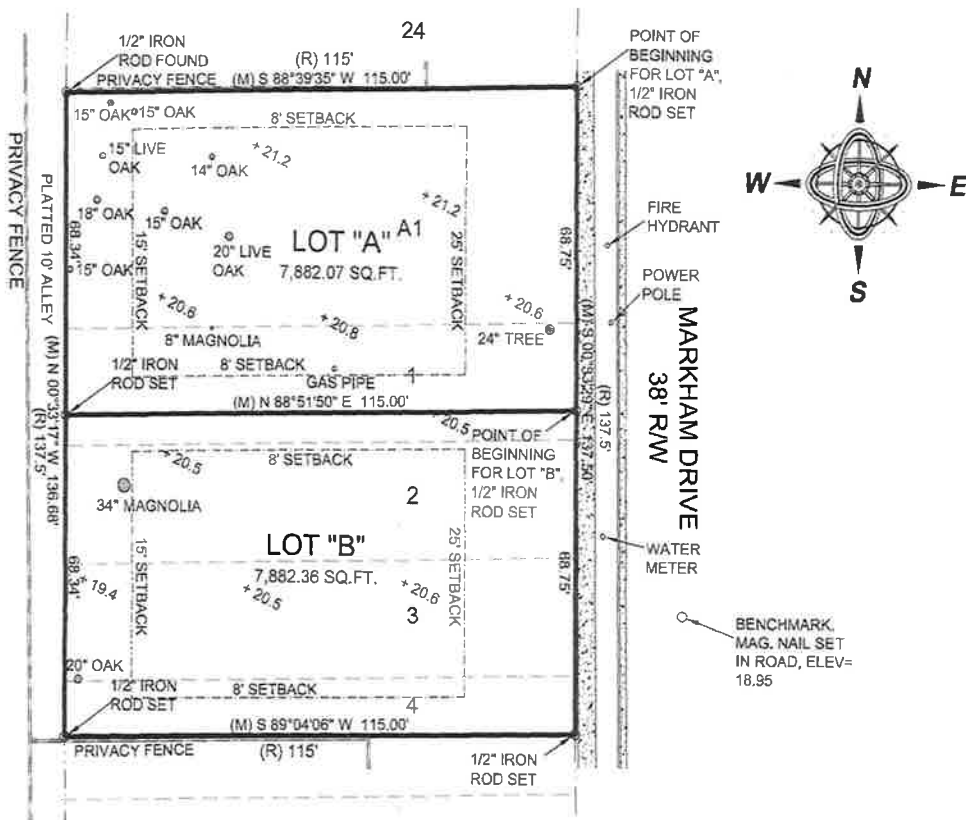 24
1/2" IRON
ROD FOUND
(R) 115'
PRIVACY FENCE
(M) S 88°39'35" W 115.00'
POINT OF
BEGINNING
FOR LOT "A",
1/2" IRON
ROD SET
N
W
E
S
15" OAK
15" OAK
8' SETBACK
15" LIVE
OAK
14" OAK
+ 21.2
+ 21.2
18" OAK
15" OAK
20" LIVE
OAK
LOT "A"
A1
7,882.07 SQ.FT.
15" OAK
15' SETBACK
25' SETBACK
68.34'
68.75'
FIRE
HYDRANT
POWER
POLE
+ 20.6
+ 20.8
+ 20.6
8" MAGNOLIA
24" TREE
1/2" IRON
ROD SET
8' SETBACK
GAS PIPE
1
(M) N 88°51'50" E 115.00'
PRIVACY FENCE
PLATTED 10' ALLEY
(M) N 00°33'17" W 136.68'
(R) 137.5'
(R) 137.5'
MARKHAM DRIVE
38' R/W
+ 20.5
POINT OF
BEGINNING
FOR LOT "B",
1/2" IRON
ROD SET
+ 20.5
8' SETBACK
34" MAGNOLIA
2
LOT "B"
7,882.36 SQ.FT.
15' SETBACK
25' SETBACK
68.34'
68.75'
+ 19.4
+ 20.5
+ 20.6
3
WATER
METER
BENCHMARK.
MAG. NAIL SET
IN ROAD, ELEV=
18.95
20" OAK
1/2" IRON
ROD SET
8' SETBACK
4
(M) S 89°04'06" W 115.00'
PRIVACY FENCE
(R) 115'
1/2" IRON
ROD SET